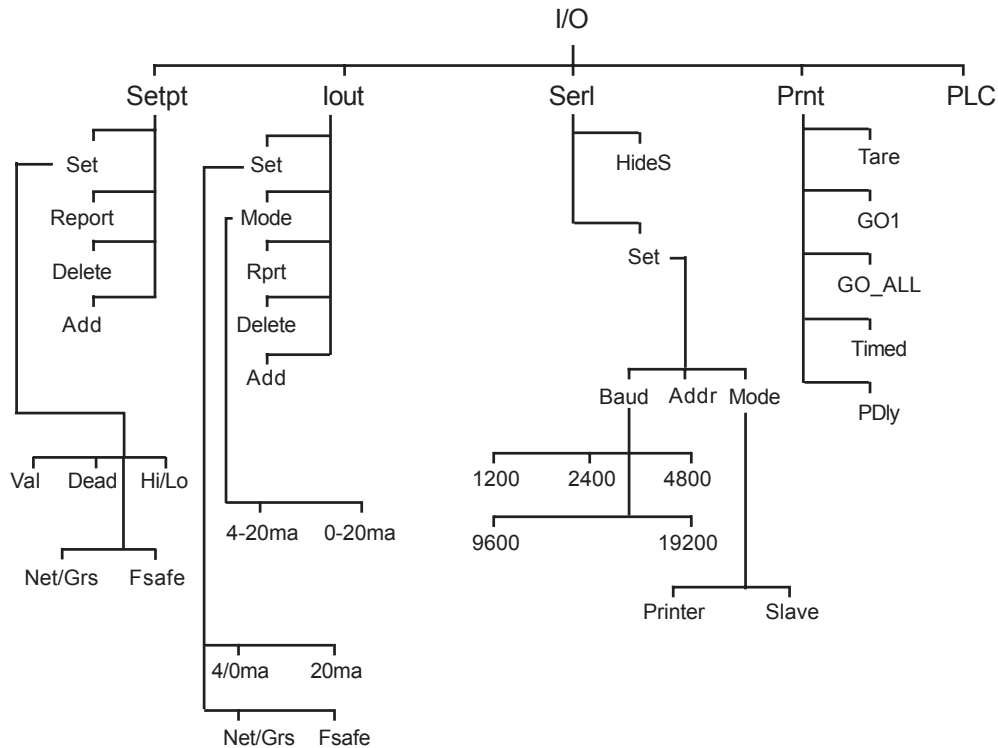 I/O
Setpt Iout Serl Prnt PLC
Set Set HideS Tare
Report Mode GO1
Delete Rprt Set GO_ALL
Add Delete Timed
Add Baud Addr Mode PDly
Val Dead Hi/Lo 1200 2400 4800
4-20ma 0-20ma 9600 19200
Net/Grs Fsafe
Printer Slave
4/0ma 20ma
Net/Grs Fsafe